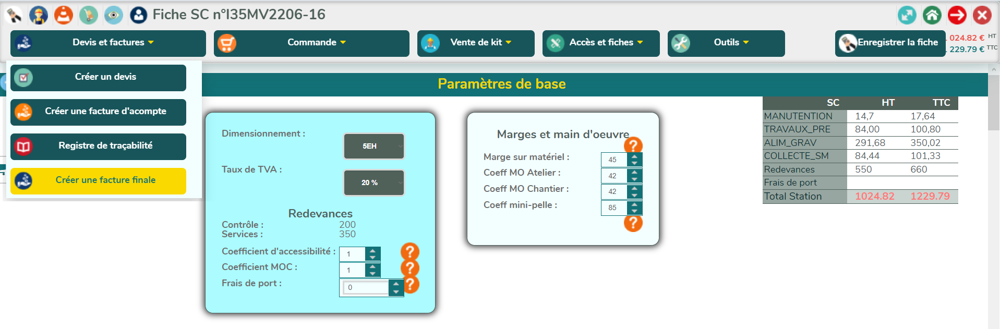 Fiche SC n°I35MV2206-16
Devis et factures
Commande
Vente de kit
Accès et fiches
Outils
Enregistrer la fiche
024.82 € HT
229.79 € TTC
Créer un devis
Créer une facture d'acompte
Registre de traçabilité
Créer une facture finale
Paramètres de base
Dimensionnement :
5EH
Taux de TVA :
20 %
Redevances
Contrôle : 200
Services : 350
Coefficient d'accessibilité : 1 ?
Coefficient MOC : 1 ?
Frais de port : 0 ?
Marges et main d'oeuvre
?
Marge sur matériel : 45
Coeff MO Atelier : 42
Coeff MO Chantier : 42
Coeff mini-pelle : 85
?
SC HT TTC
MANUTENTION 14,7 17,64
TRAVAUX_PRE 84,00 100,80
ALIM_GRAV 291,68 350,02
COLLECTE_SM 84,44 101,33
Redevances 550 660
Frais de port
Total Station 1024.82 1229.79